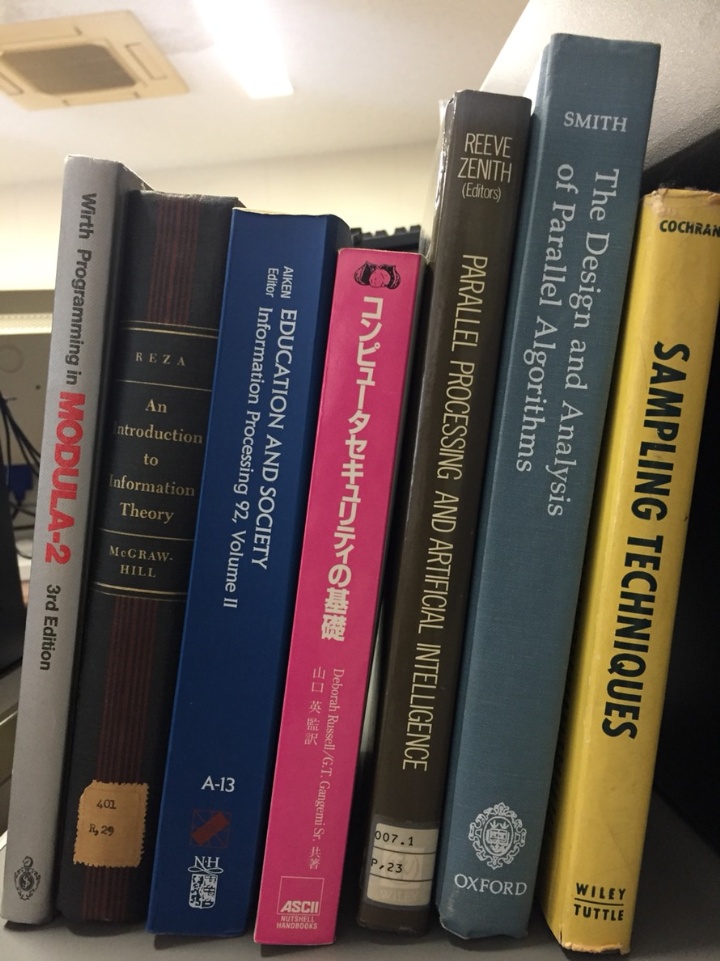 Wirth Programming in MODULA-2 3rd Edition
REZA
An
Introduction
to
Information
Theory
McGRAW-
HILL
401
R,29
AIKEN
Editor
EDUCATION AND SOCIETY
Information Processing 92, Volume II
A-13
NH
コンピュータセキュリティの基礎
Deborah Russell/G.T. Gangemi Sr. 共著
山口 英 監訳
ASCII
NUTSHELL
HANDBOOKS
REEVE
ZENITH
(Editors)
PARALLEL PROCESSING AND ARTIFICIAL INTELLIGENCE
007.1
P,23
SMITH
The Design and Analysis
of Parallel Algorithms
OXFORD
COCHRAN
SAMPLING TECHNIQUES
WILEY
TUTTLE